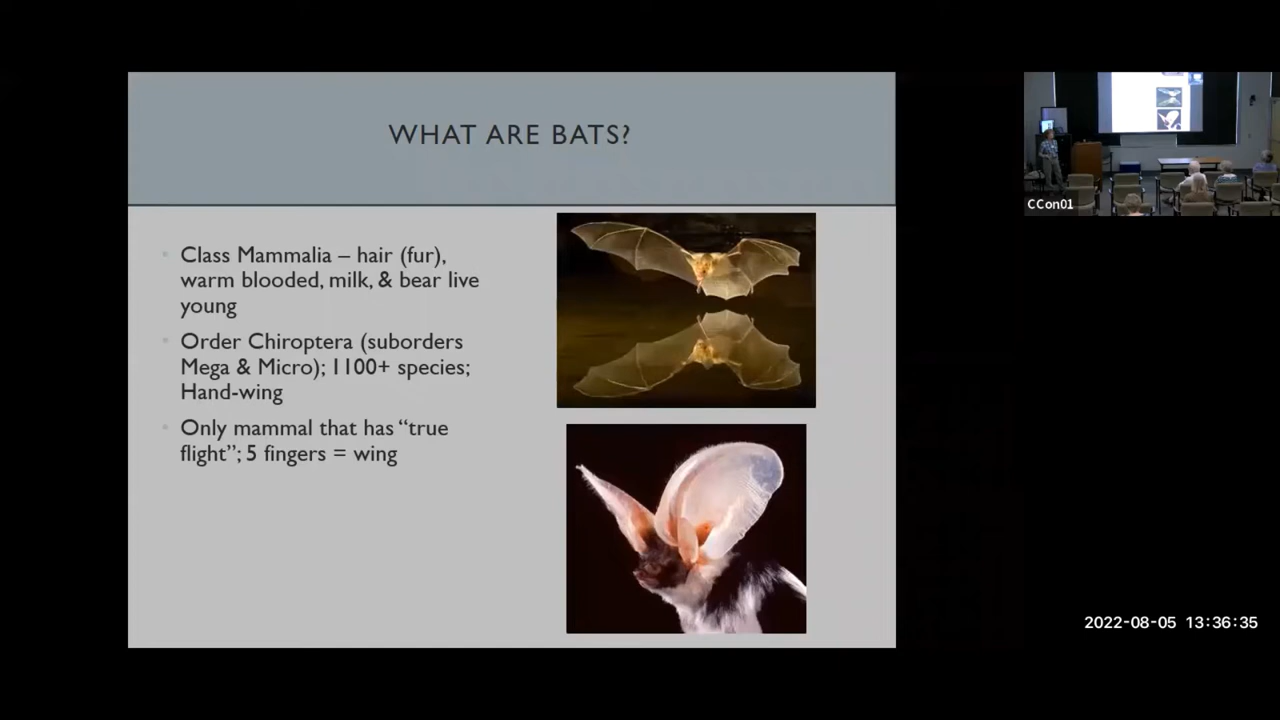 WHAT ARE BATS?
Class Mammalia – hair (fur),
warm blooded, milk, & bear live
young
Order Chiroptera (suborders
Mega & Micro); 1100+ species;
Hand-wing
Only mammal that has “true
flight”; 5 fingers = wing
CCon01
2022-08-05 13:36:35